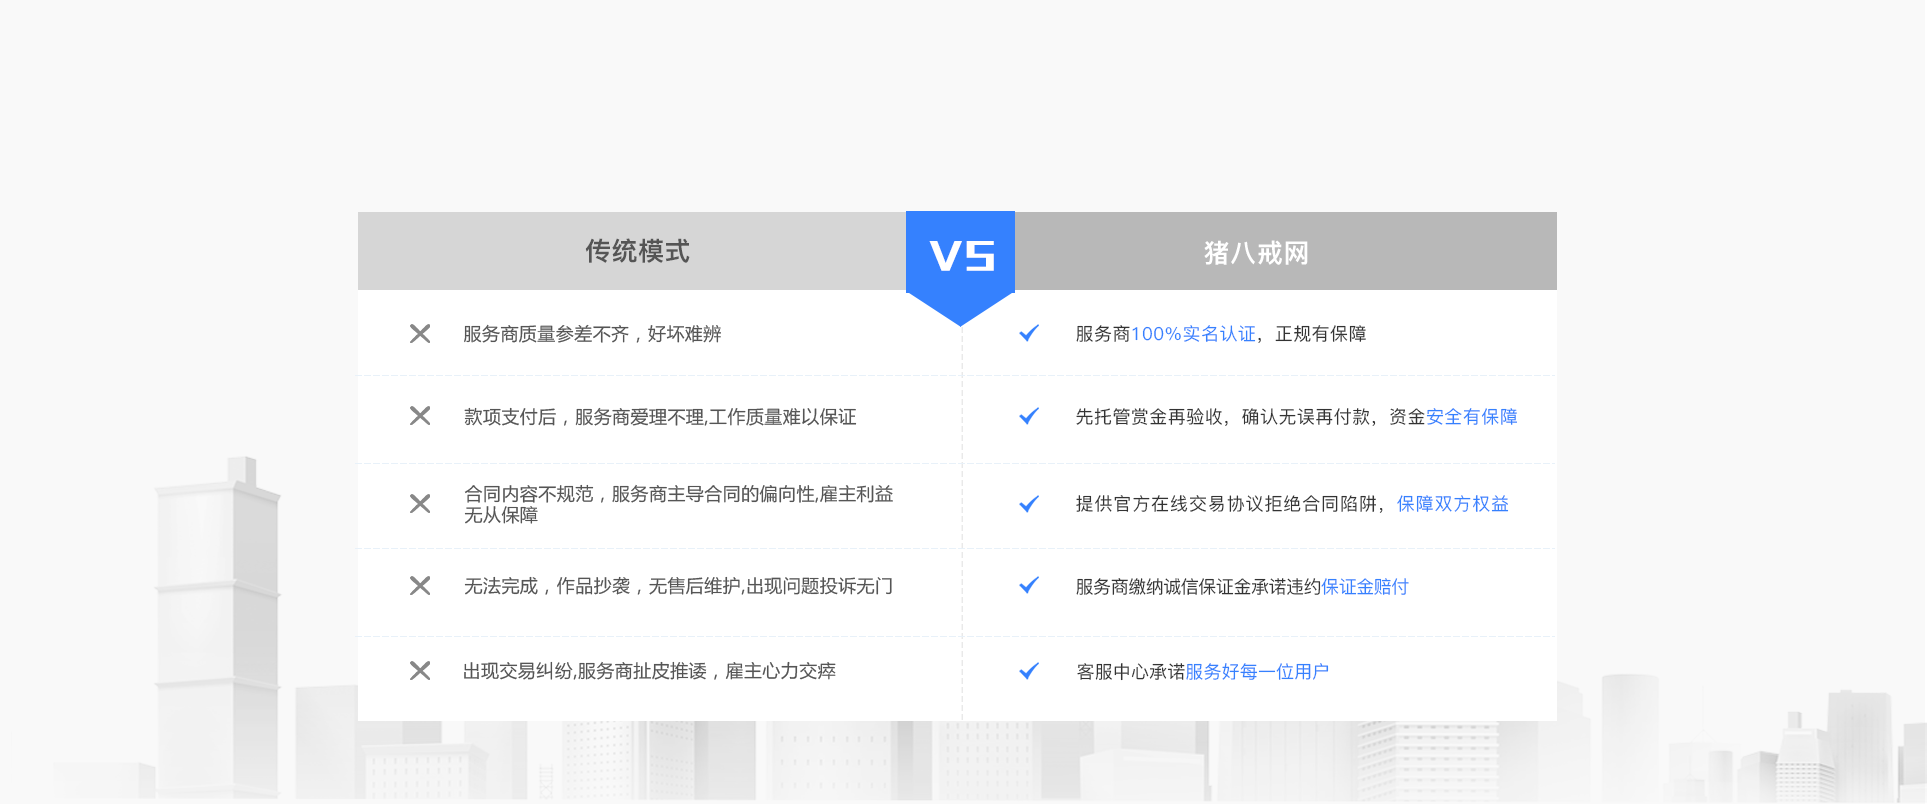 传统模式
VS
猪八戒网
服务商质量参差不齐，好坏难辨
服务商100%实名认证，正规有保障
款项支付后，服务商爱理不理,工作质量难以保证
先托管赏金再验收，确认无误再付款，资金安全有保障
合同内容不规范，服务商主导合同的偏向性,雇主利益
无从保障
提供官方在线交易协议拒绝合同陷阱，保障双方权益
无法完成，作品抄袭，无售后维护,出现问题投诉无门
服务商缴纳诚信保证金承诺违约保证金赔付
出现交易纠纷,服务商扯皮推诿，雇主心力交瘁
客服中心承诺服务好每一位用户